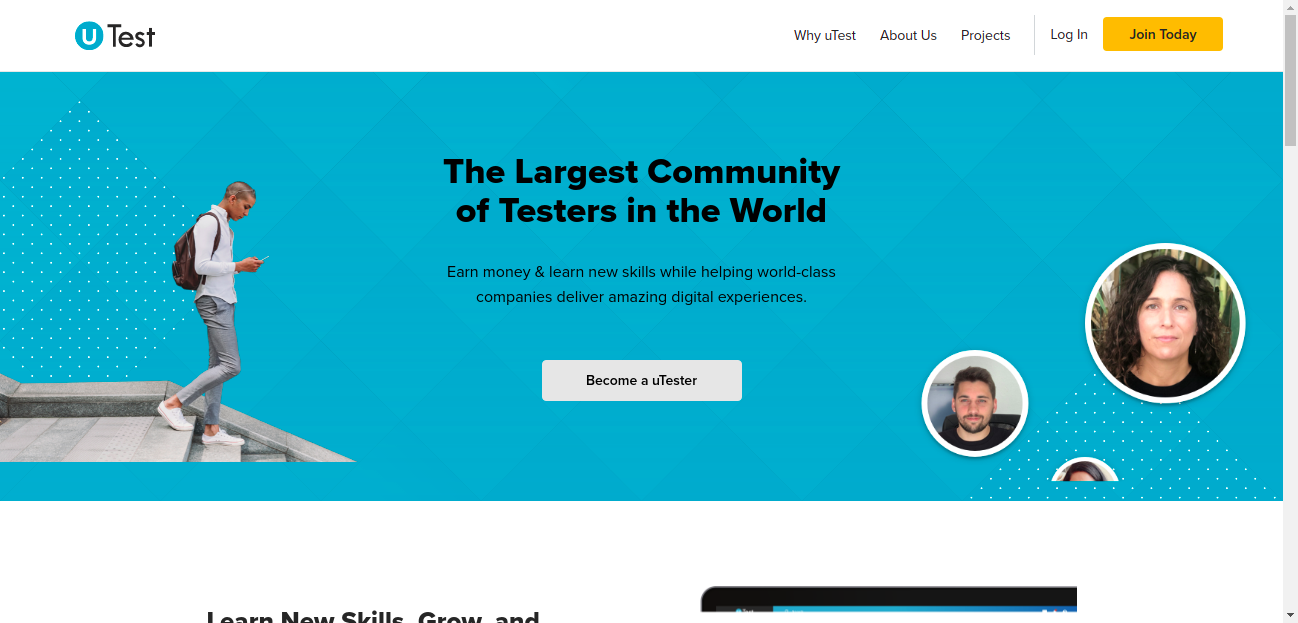 uTest
Why uTest
About Us
Projects
Log In
Join Today
The Largest Community
of Testers in the World
Earn money & learn new skills while helping world-class
companies deliver amazing digital experiences.
Become a uTester
Learn New Skills, Grow, and